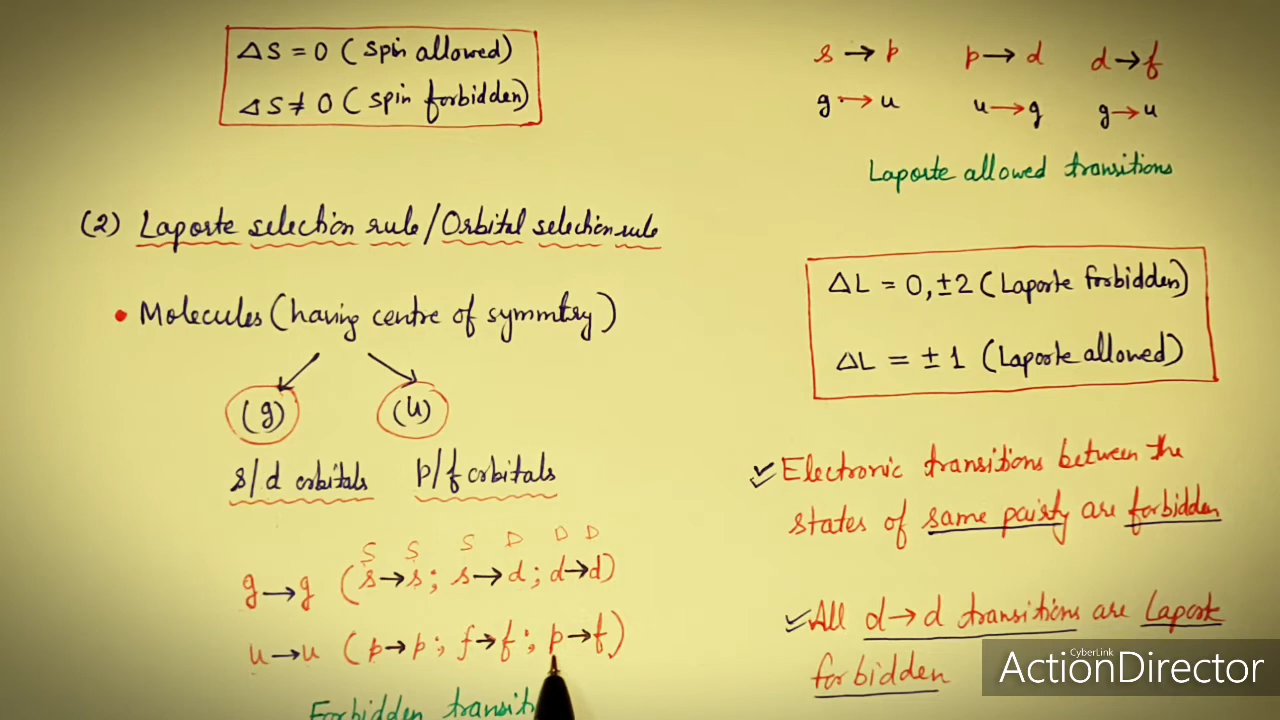 ΔS = 0 (spin allowed)
ΔS ≠ 0 (spin forbidden)
(2) Laporte selection rule/Orbital selection rule
• Molecules (having centre of symmtry)
(g) (u)
s/d orbitals p/f orbitals
S S S D D D
g→g (s→s; s→d; d→d)
u→u (p→p; f→f; p→f)
Forbidden
s→p p→d d→f
g→u u→g g→u
Laporte allowed transitions
ΔL = 0, ±2 (Laporte forbidden)
ΔL = ±1 (Laporte allowed)
Electronic transitions between the
states of same parity are forbidden
All d→d transitions are Laporte
forbidden
CyberLink
ActionDirector